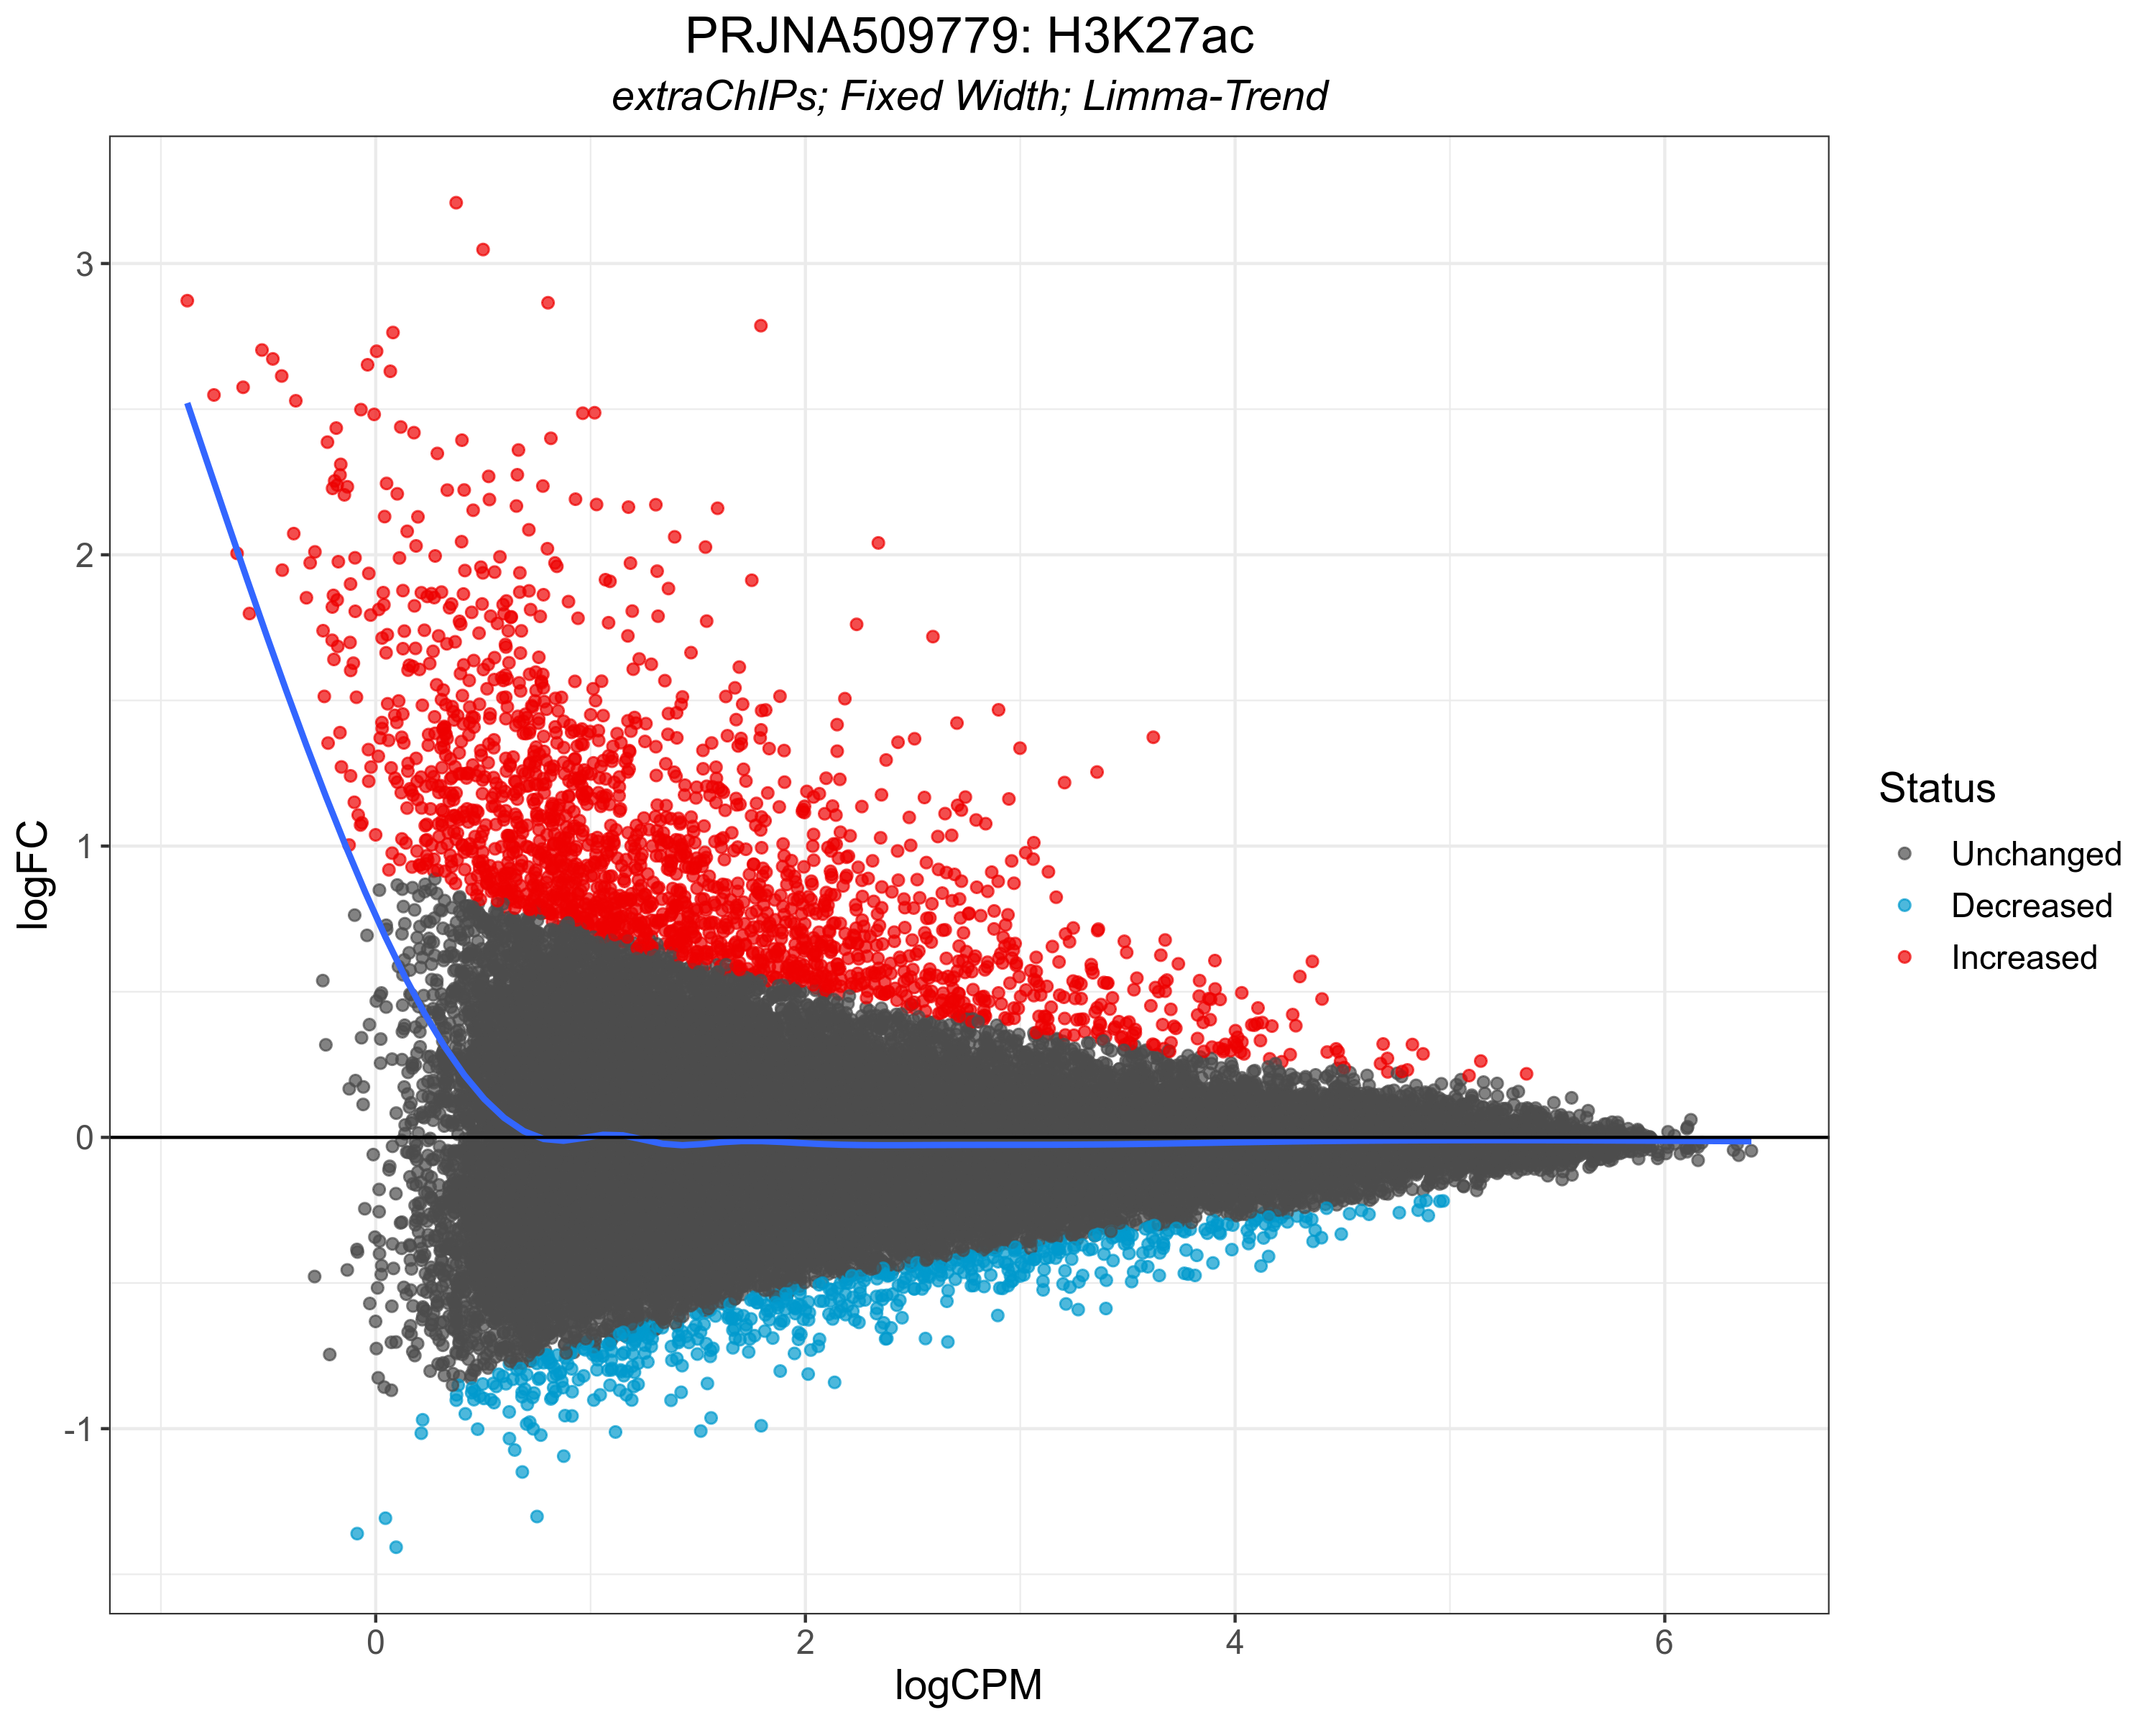 PRJNA509779: H3K27ac
extraChIPs; Fixed Width; Limma-Trend
3
2
1
0
-1
logFC
0
2
4
6
logCPM
Status
Unchanged
Decreased
Increased